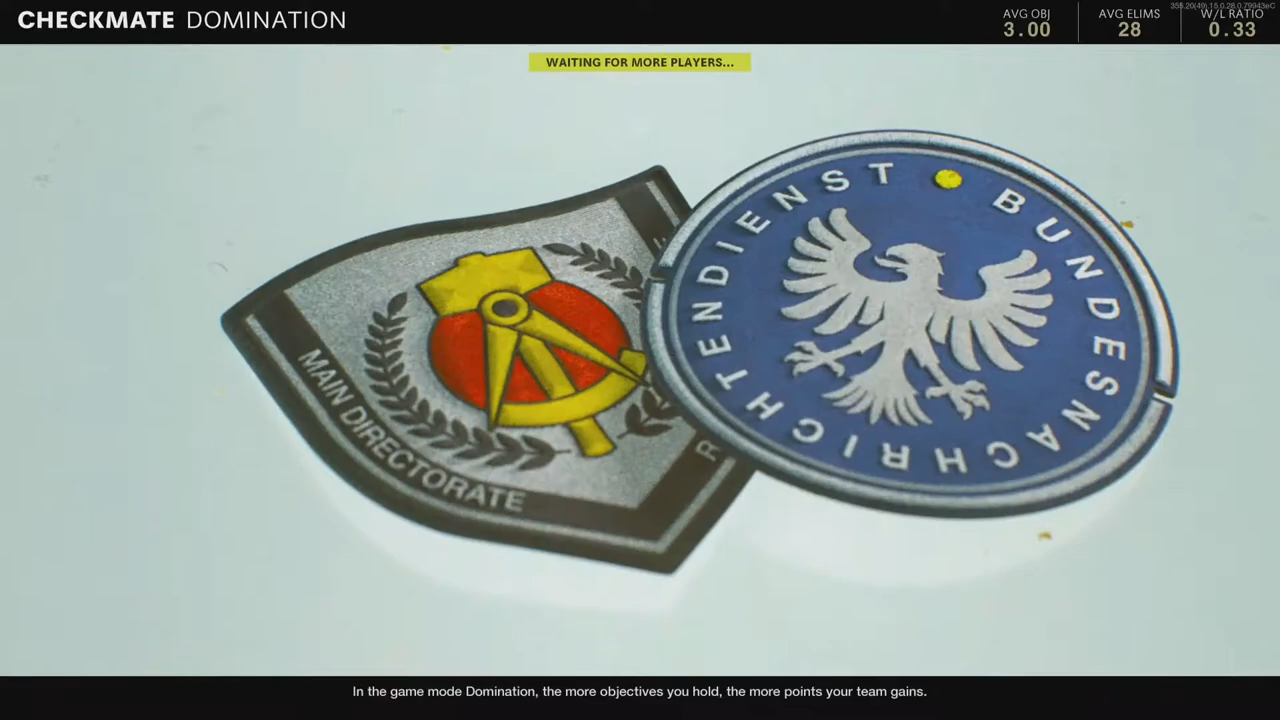 CHECKMATE DOMINATION
AVG OBJ
3.00
AVG ELIMS
28
W/L RATIO
0.33
WAITING FOR MORE PLAYERS...
MAIN DIRECTORATE
R
BUNDESNACHRICHTENDIENST
In the game mode Domination, the more objectives you hold, the more points your team gains.